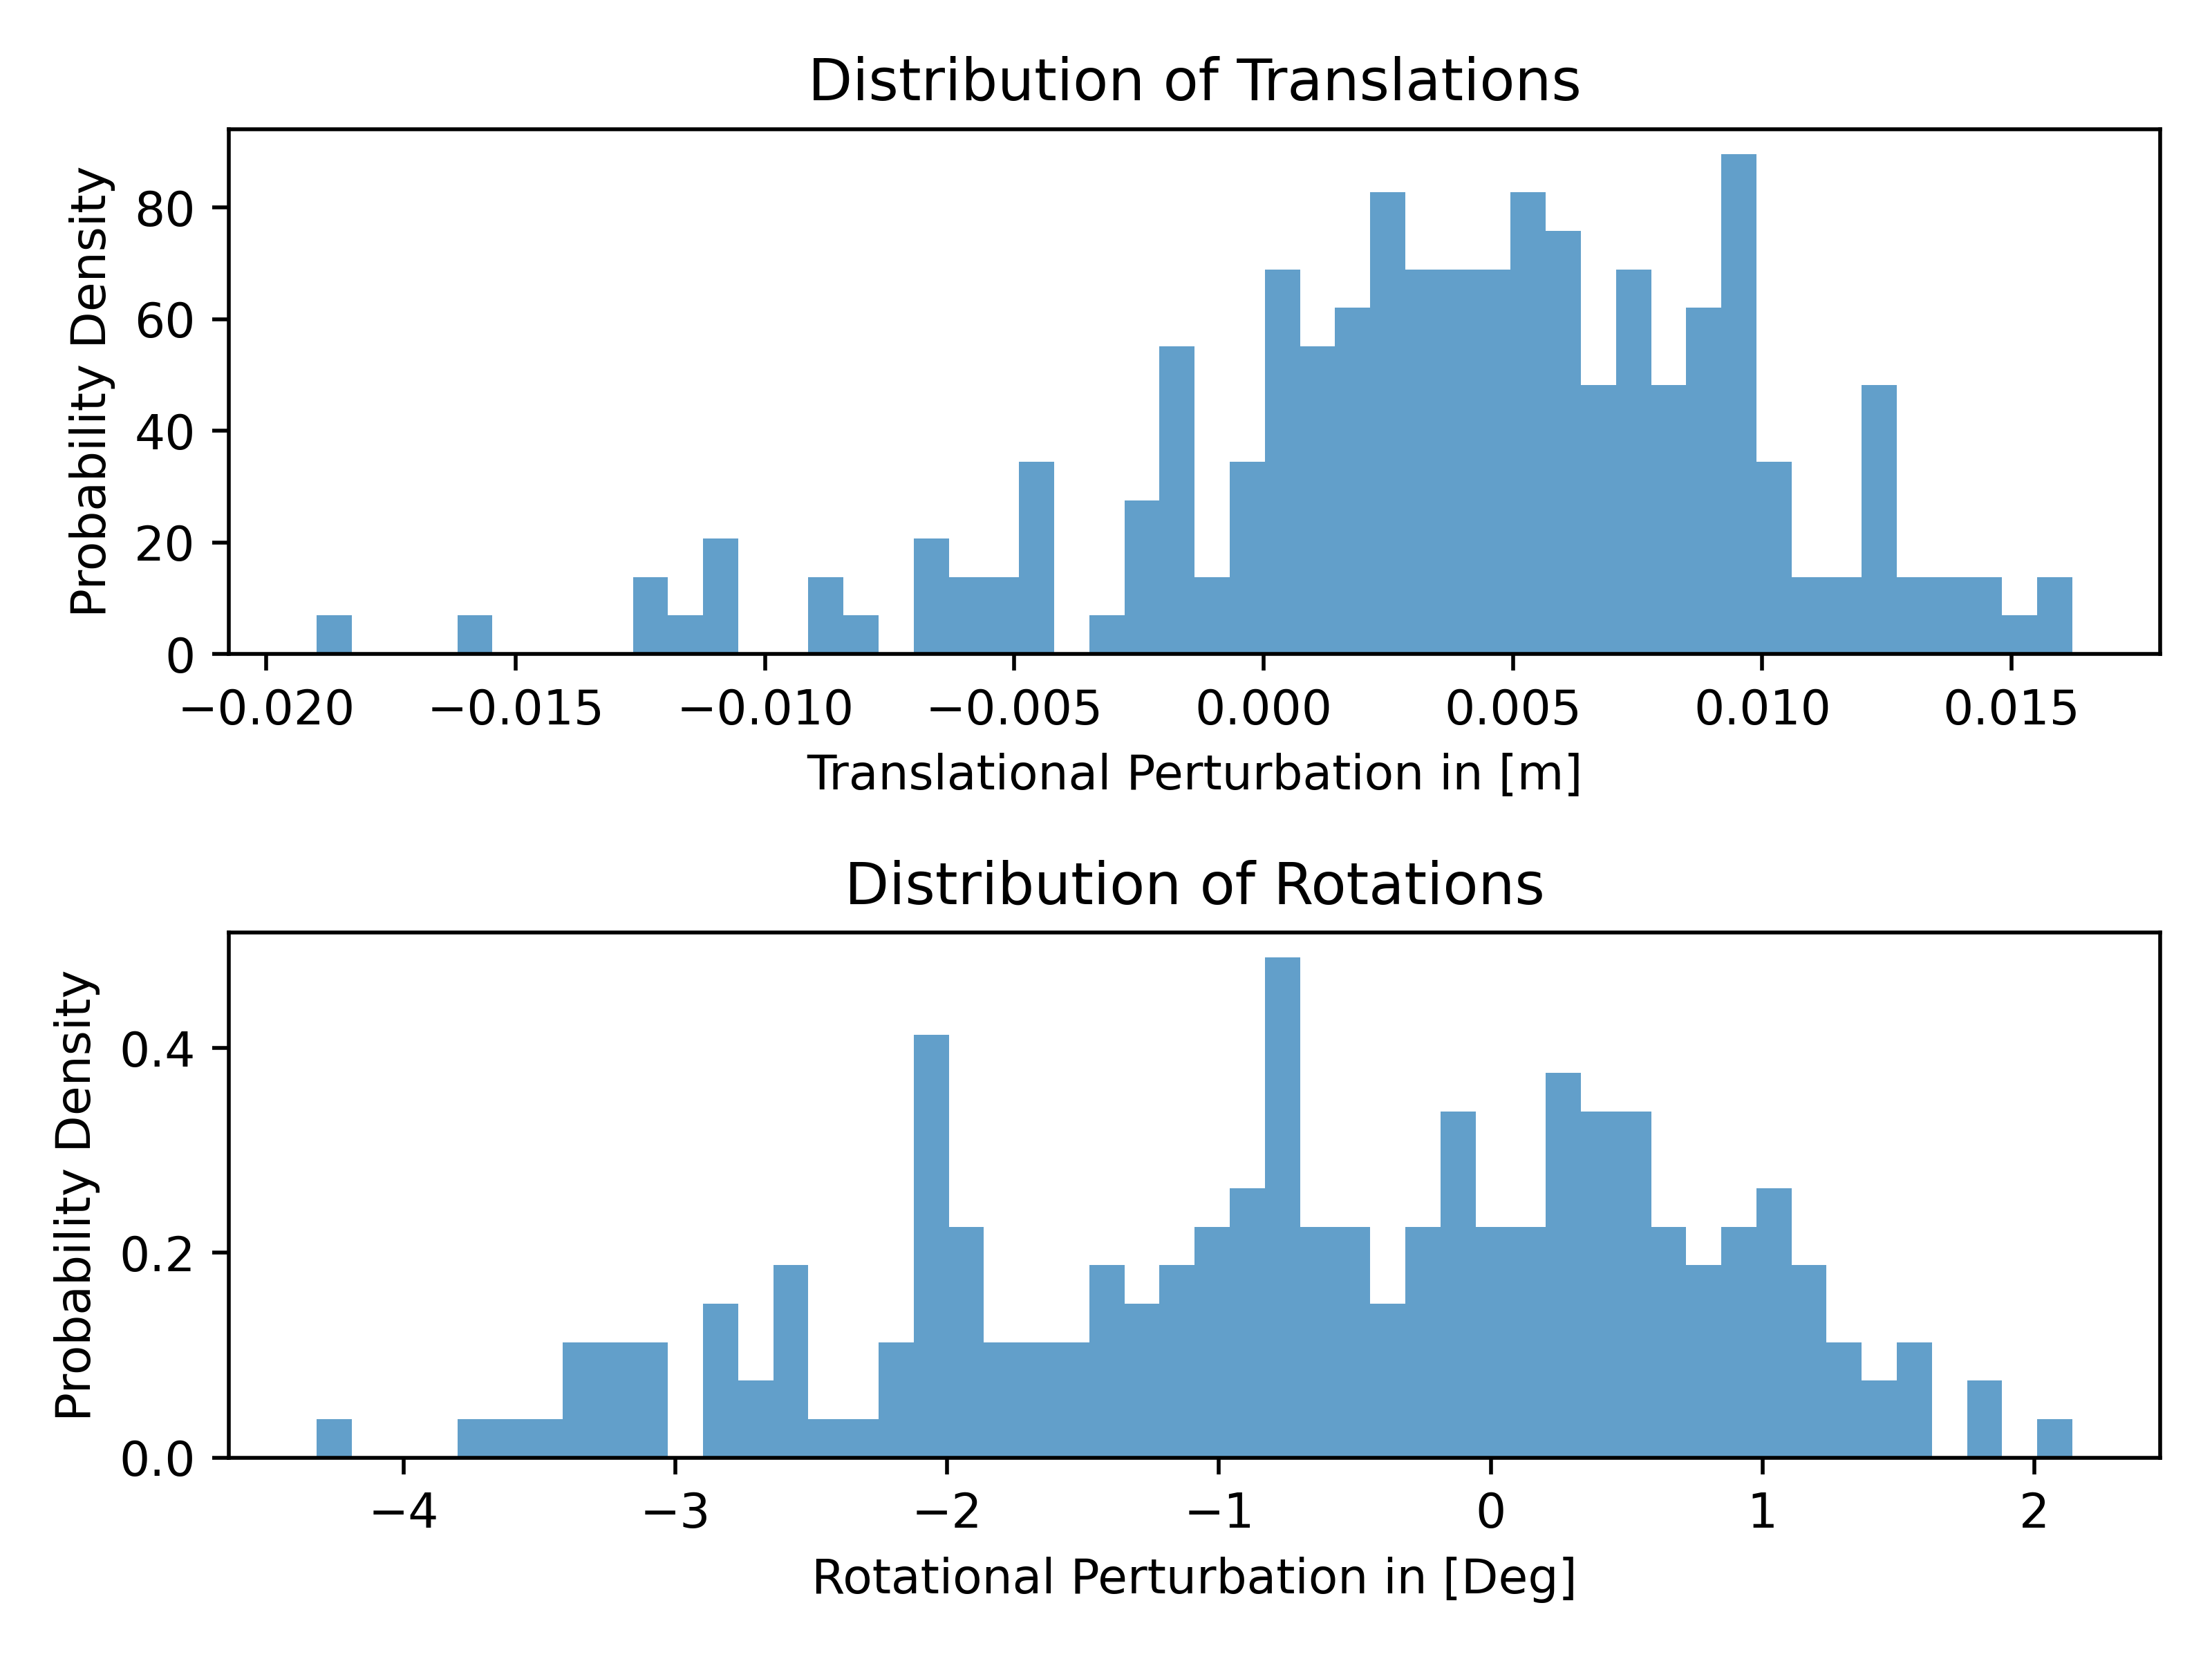 Distribution of Translations
Probability Density
80
60
40
20
0
−0.020 −0.015 −0.010 −0.005 0.000 0.005 0.010 0.015
Translational Perturbation in [m]
Distribution of Rotations
Probability Density
0.4
0.2
0.0
−4 −3 −2 −1 0 1 2
Rotational Perturbation in [Deg]